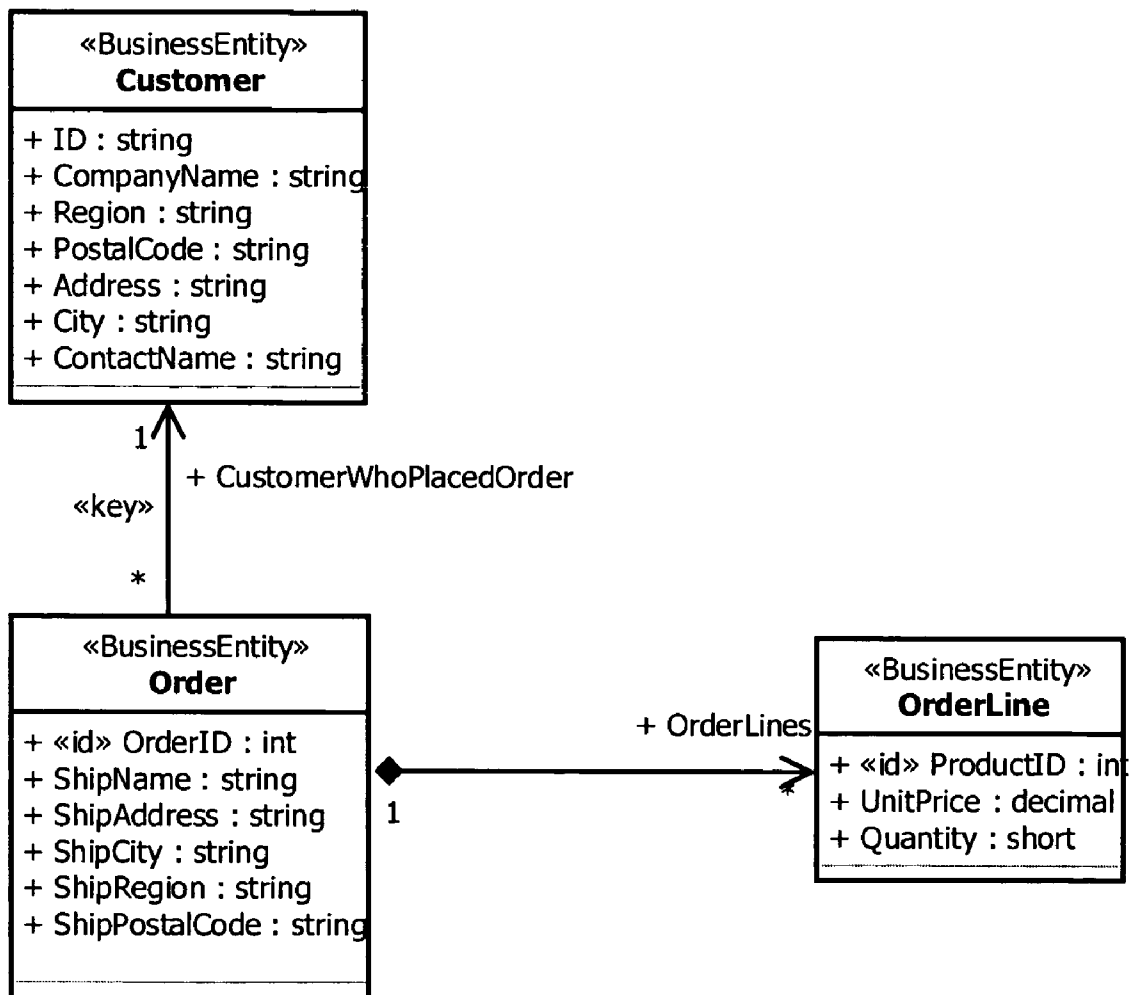 «BusinessEntity»
Customer
+ ID : string
+ CompanyName : string
+ Region : string
+ PostalCode : string
+ Address : string
+ City : string
+ ContactName : string
1
+ CustomerWhoPlacedOrder
«key»
*
«BusinessEntity»
Order
+ «id» OrderID : int
+ ShipName : string
+ ShipAddress : string
+ ShipCity : string
+ ShipRegion : string
+ ShipPostalCode : string
1
+ OrderLines
*
«BusinessEntity»
OrderLine
+ «id» ProductID : int
+ UnitPrice : decimal
+ Quantity : short